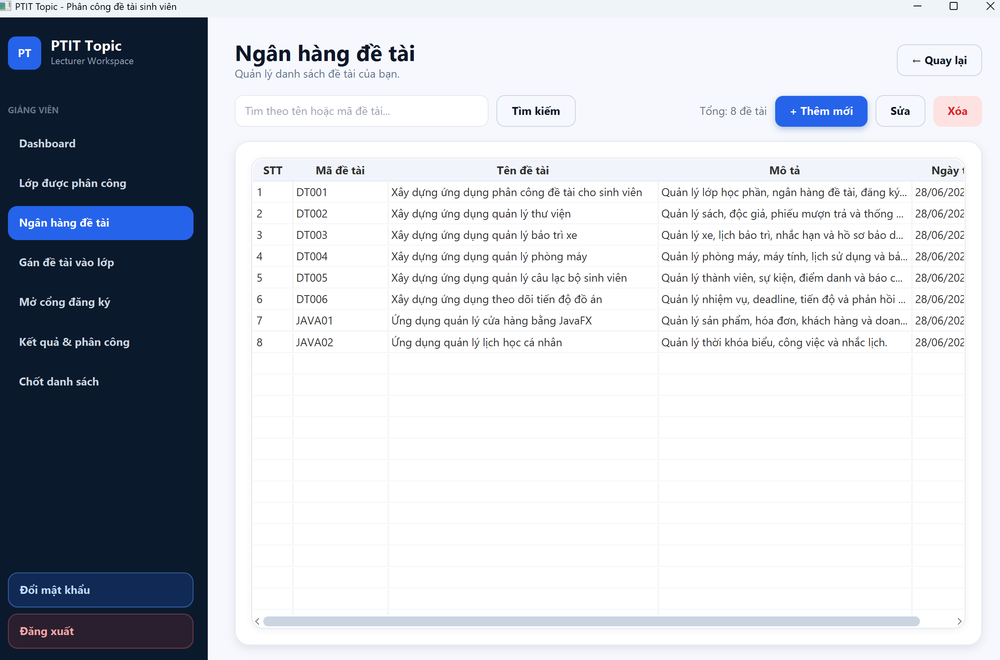 PTIT Topic - Phân công đề tài sinh viên
PT
PTIT Topic
Lecturer Workspace
GIẢNG VIÊN
Dashboard
Lớp được phân công
Ngân hàng đề tài
Gán đề tài vào lớp
Mở cổng đăng ký
Kết quả & phân công
Chốt danh sách
Đổi mật khẩu
Đăng xuất
Ngân hàng đề tài
Quản lý danh sách đề tài của bạn.
← Quay lại
Tìm theo tên hoặc mã đề tài... Tìm kiếm Tổng: 8 đề tài + Thêm mới Sửa Xóa
STT Mã đề tài Tên đề tài Mô tả Ngày t
1 DT001 Xây dựng ứng dụng phân công đề tài cho sinh viên Quản lý lớp học phần, ngân hàng đề tài, đăng ký... 28/06/202
2 DT002 Xây dựng ứng dụng quản lý thư viện Quản lý sách, độc giả, phiếu mượn trả và thống ... 28/06/202
3 DT003 Xây dựng ứng dụng quản lý bảo trì xe Quản lý xe, lịch bảo trì, nhắc hạn và hồ sơ bảo d... 28/06/202
4 DT004 Xây dựng ứng dụng quản lý phòng máy Quản lý phòng máy, máy tính, lịch sử dụng và bả... 28/06/202
5 DT005 Xây dựng ứng dụng quản lý câu lạc bộ sinh viên Quản lý thành viên, sự kiện, điểm danh và báo c... 28/06/202
6 DT006 Xây dựng ứng dụng theo dõi tiến độ đồ án Quản lý nhiệm vụ, deadline, tiến độ và phản hồi ... 28/06/202
7 JAVA01 Ứng dụng quản lý cửa hàng bằng JavaFX Quản lý sản phẩm, hóa đơn, khách hàng và doan... 28/06/202
8 JAVA02 Ứng dụng quản lý lịch học cá nhân Quản lý thời khóa biểu, công việc và nhắc lịch. 28/06/202